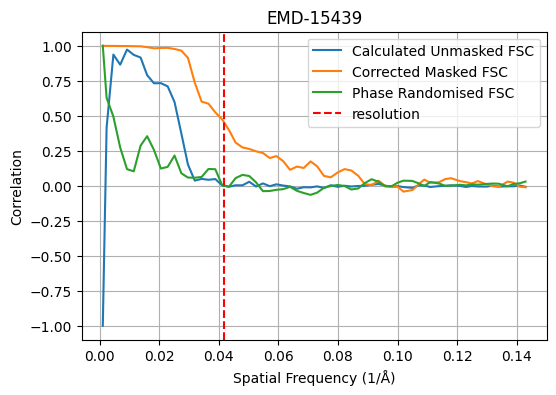 EMD-15439
Calculated Unmasked FSC
Corrected Masked FSC
Phase Randomised FSC
resolution
Correlation
1.00
0.75
0.50
0.25
0.00
−0.25
−0.50
−0.75
−1.00
0.00 0.02 0.04 0.06 0.08 0.10 0.12 0.14
Spatial Frequency (1/Å)